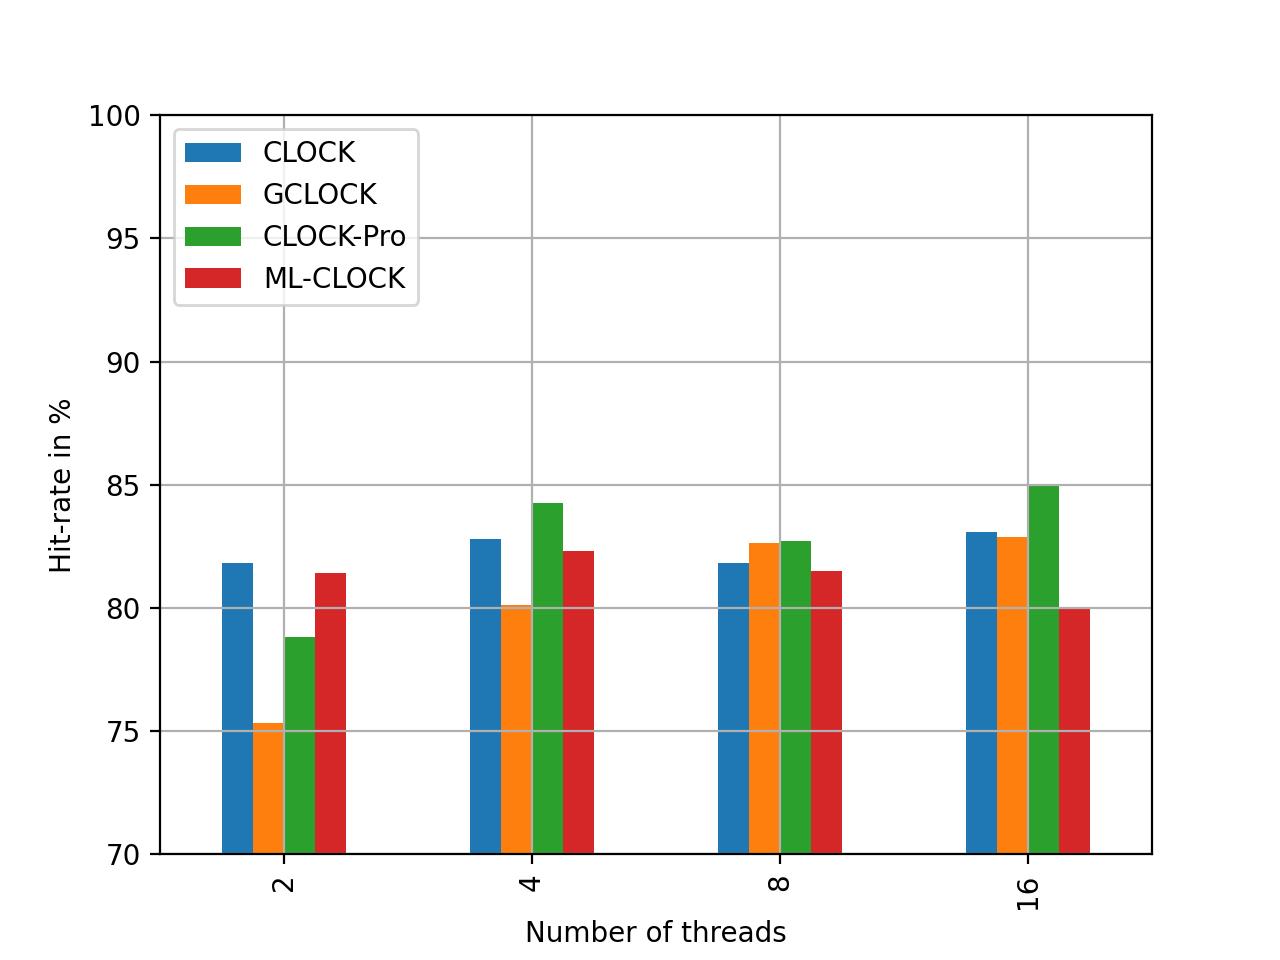 100
95
90
85
80
75
70
Hit-rate in %
CLOCK
GCLOCK
CLOCK-Pro
ML-CLOCK
2
4
8
16
Number of threads